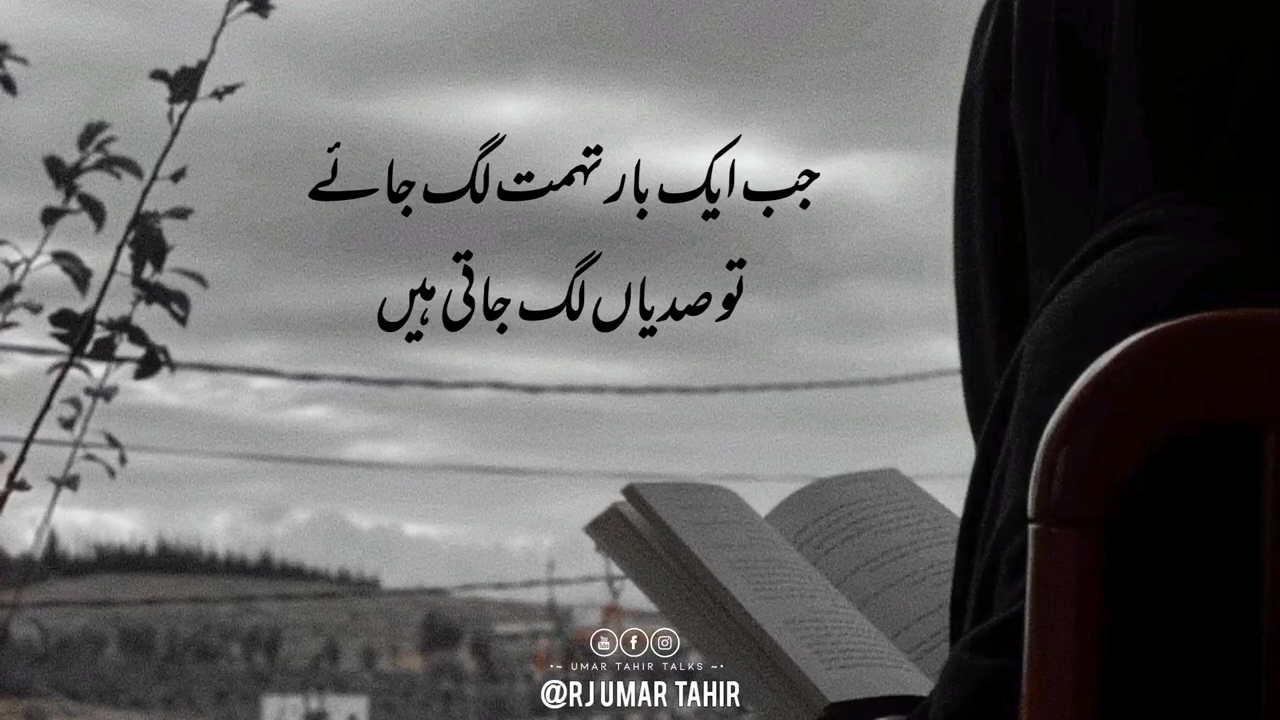 جب ایک بار تہمت لگ جائے
تو صدیاں لگ جاتی ہیں
·~ UMAR TAHIR TALKS ~·
@RJ UMAR TAHIR